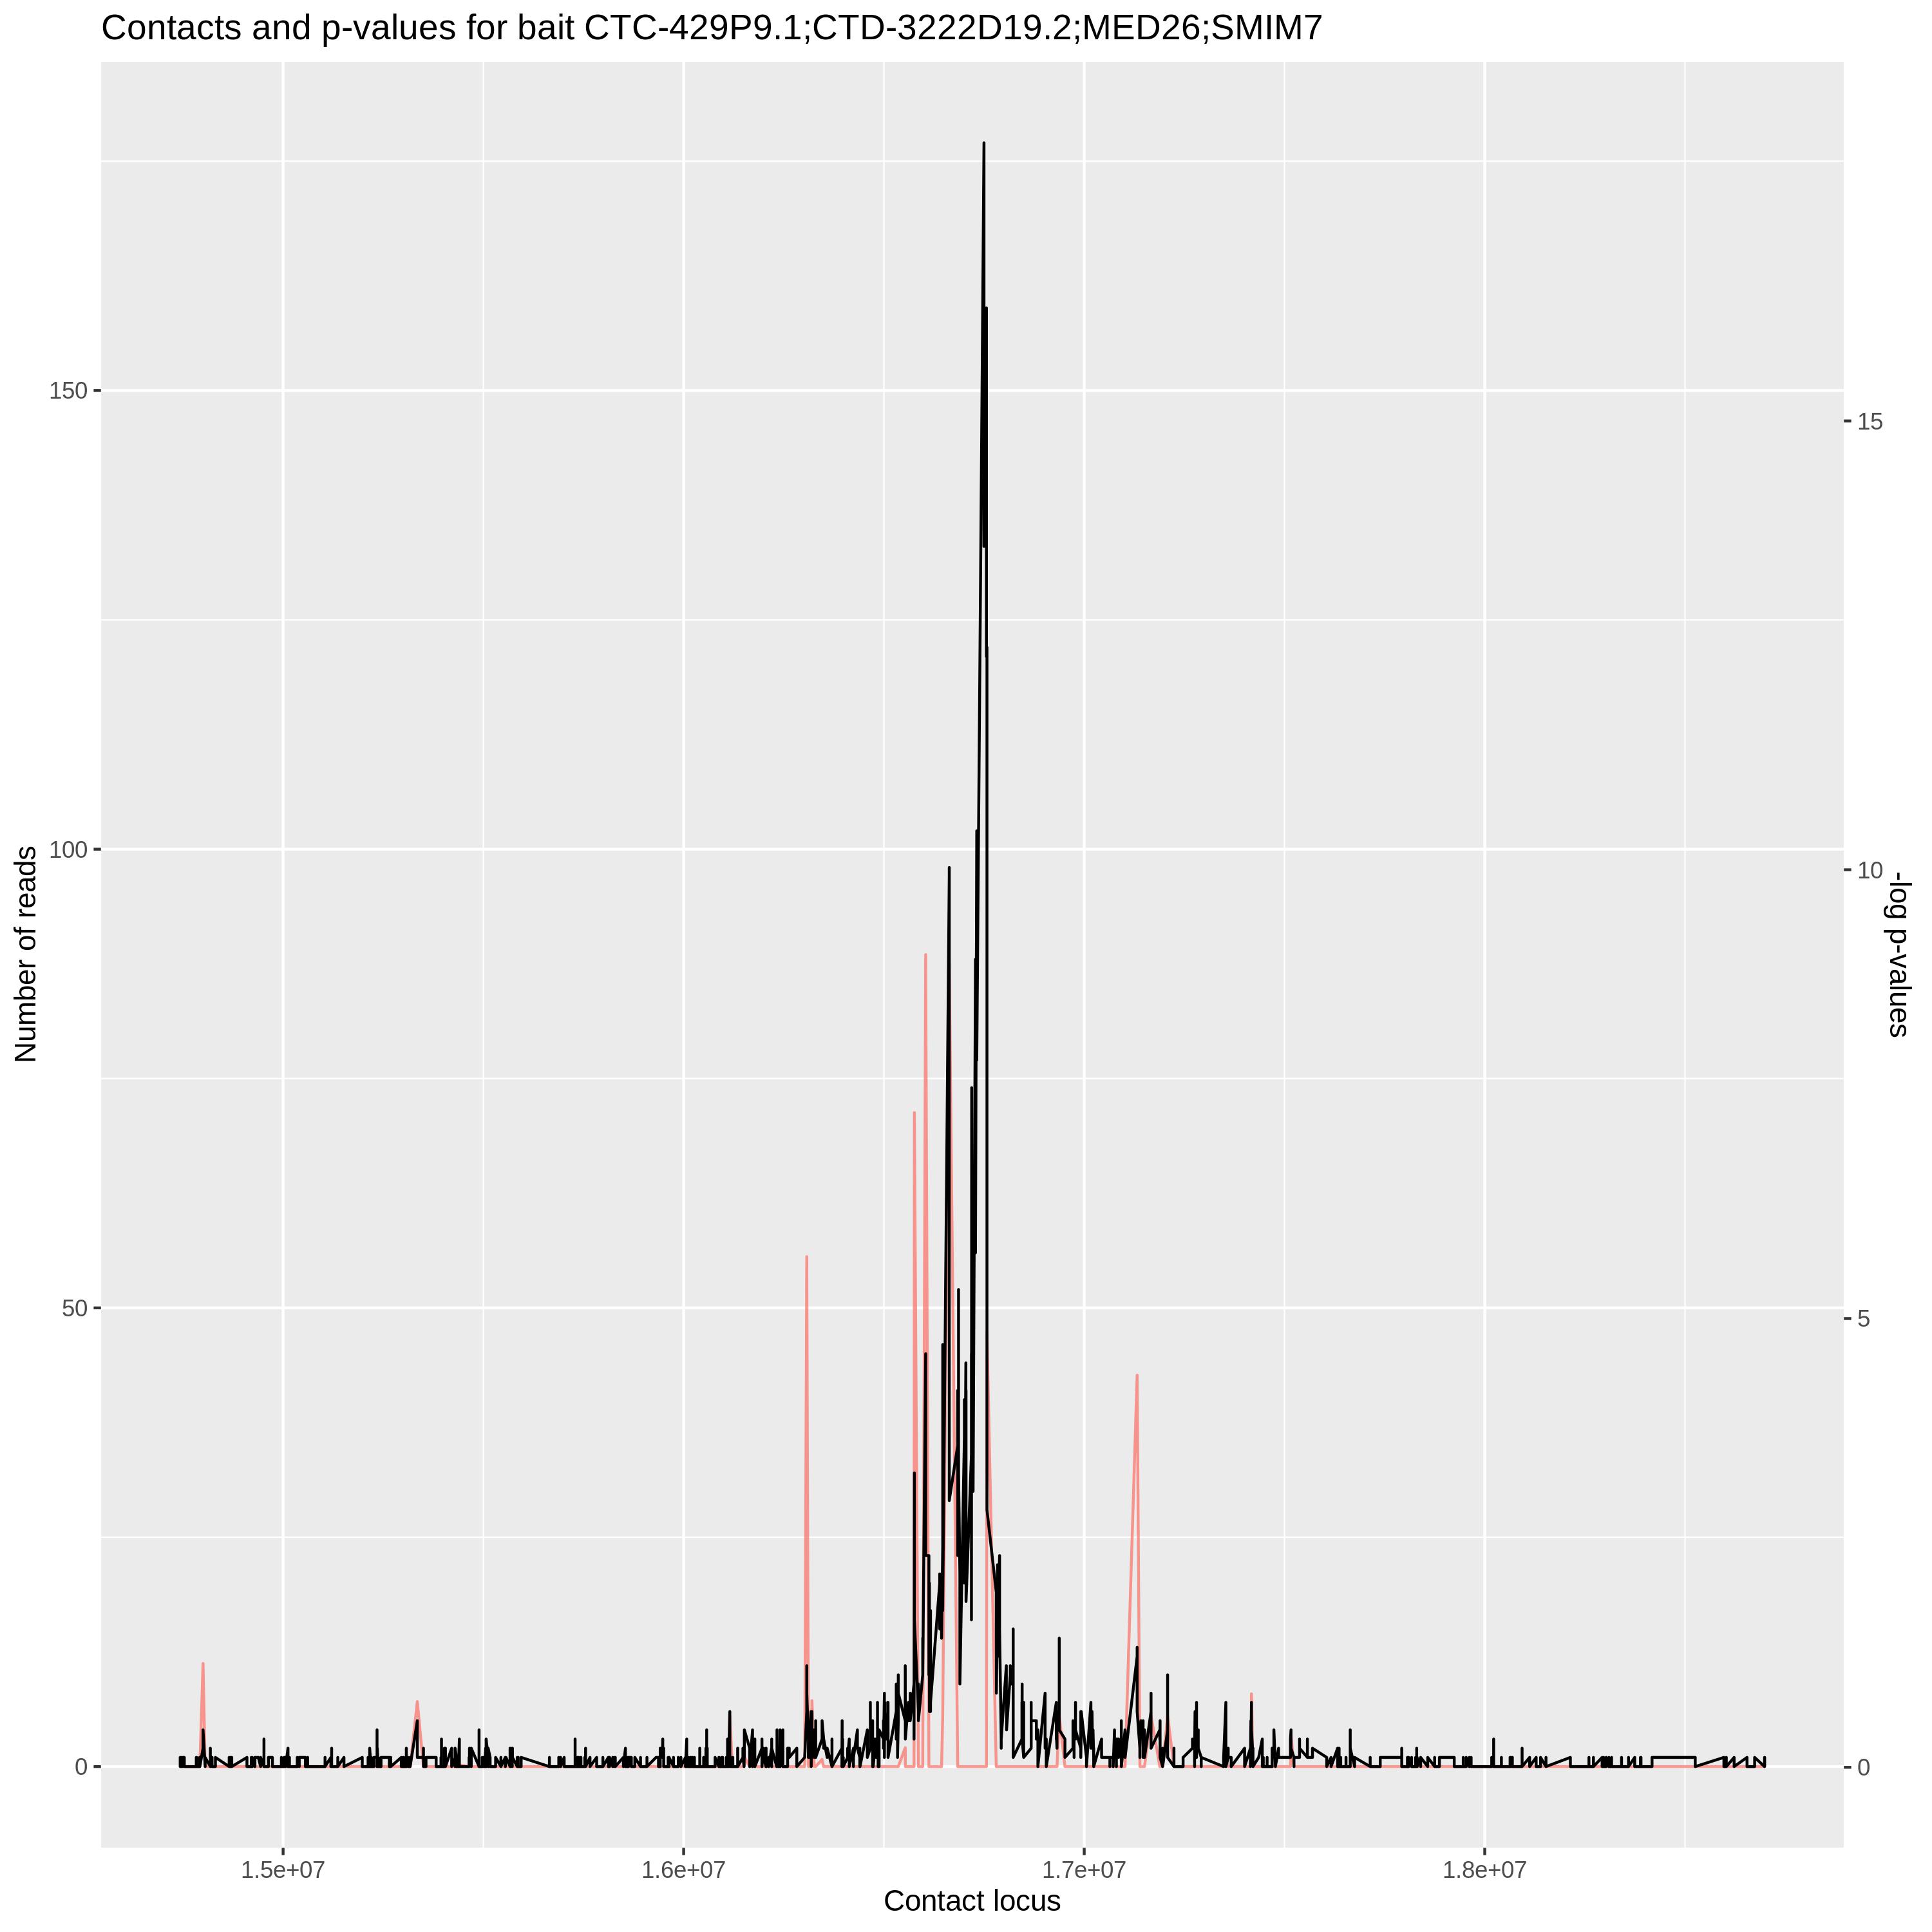 Contacts and p-values for bait CTC-429P9.1;CTD-3222D19.2;MED26;SMIM7
Number of reads
150
100
50
0
15
10
5
0
-log p-values
1.5e+07
1.6e+07
1.7e+07
1.8e+07
Contact locus